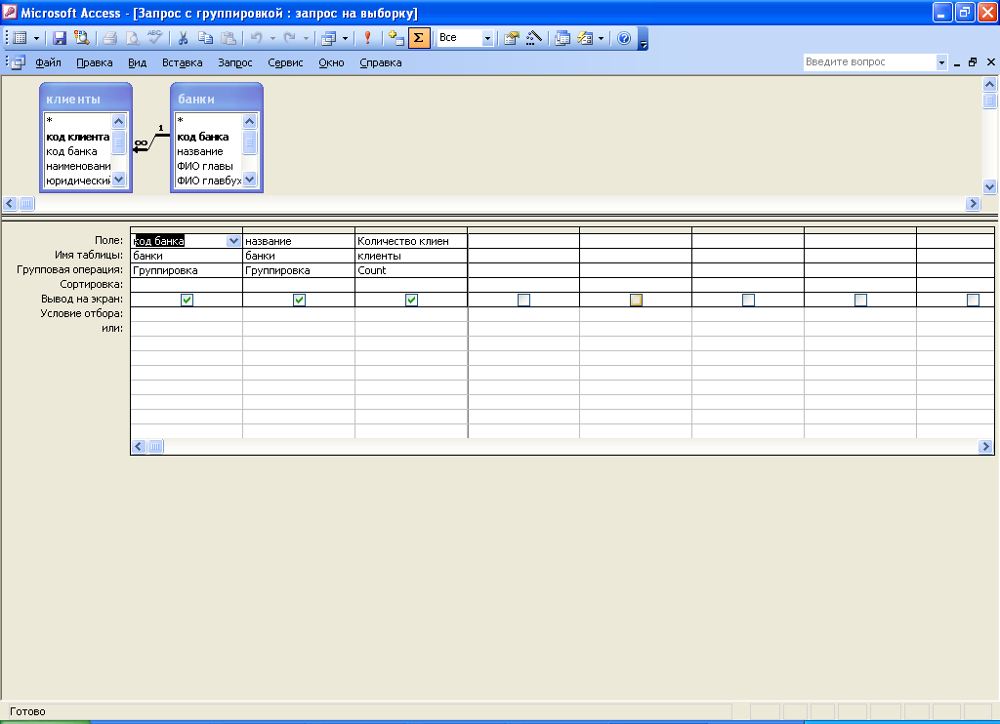 Microsoft Access - [Запрос с группировкой : запрос на выборку]
Все
Файл Правка Вид Вставка Запрос Сервис Окно Справка Введите вопрос
клиенты
*
код клиента
код банка
наименовани
юридический
∞ 1
банки
*
код банка
название
ФИО главы
ФИО главбух
Поле: код банка название Количество клиен
Имя таблицы: банки банки клиенты
Групповая операция: Группировка Группировка Count
Сортировка:
Вывод на экран:
Условие отбора:
или:
Готово